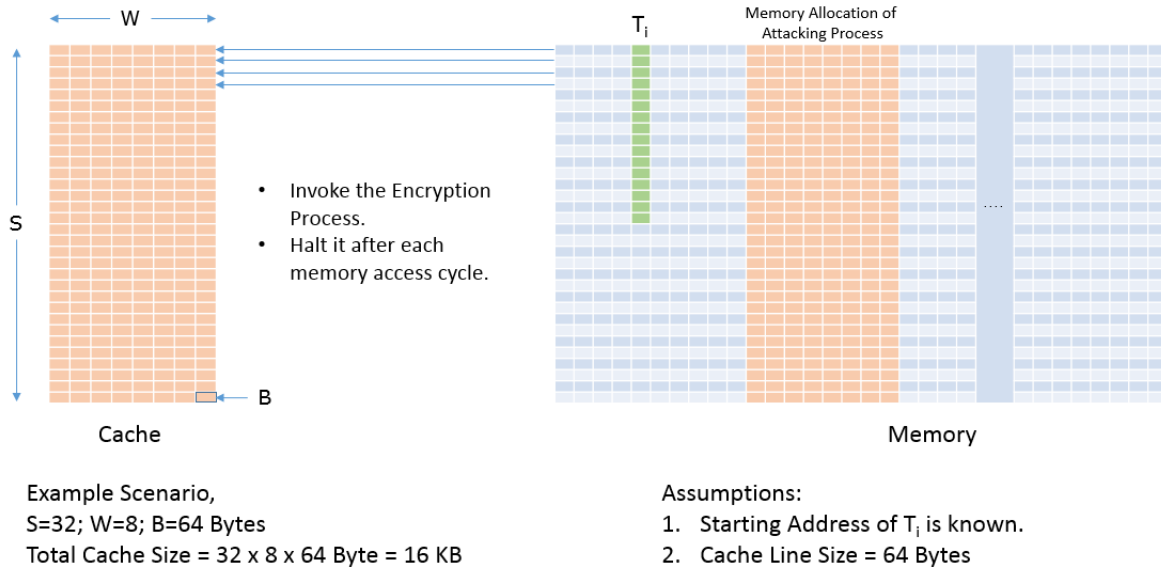 W
T_i
Memory Allocation of
Attacking Process
S
• Invoke the Encryption
Process.
• Halt it after each
memory access cycle.
....
B
Cache
Memory
Example Scenario,
S=32; W=8; B=64 Bytes
Total Cache Size = 32 x 8 x 64 Byte = 16 KB
Assumptions:
1. Starting Address of T_i is known.
2. Cache Line Size = 64 Bytes